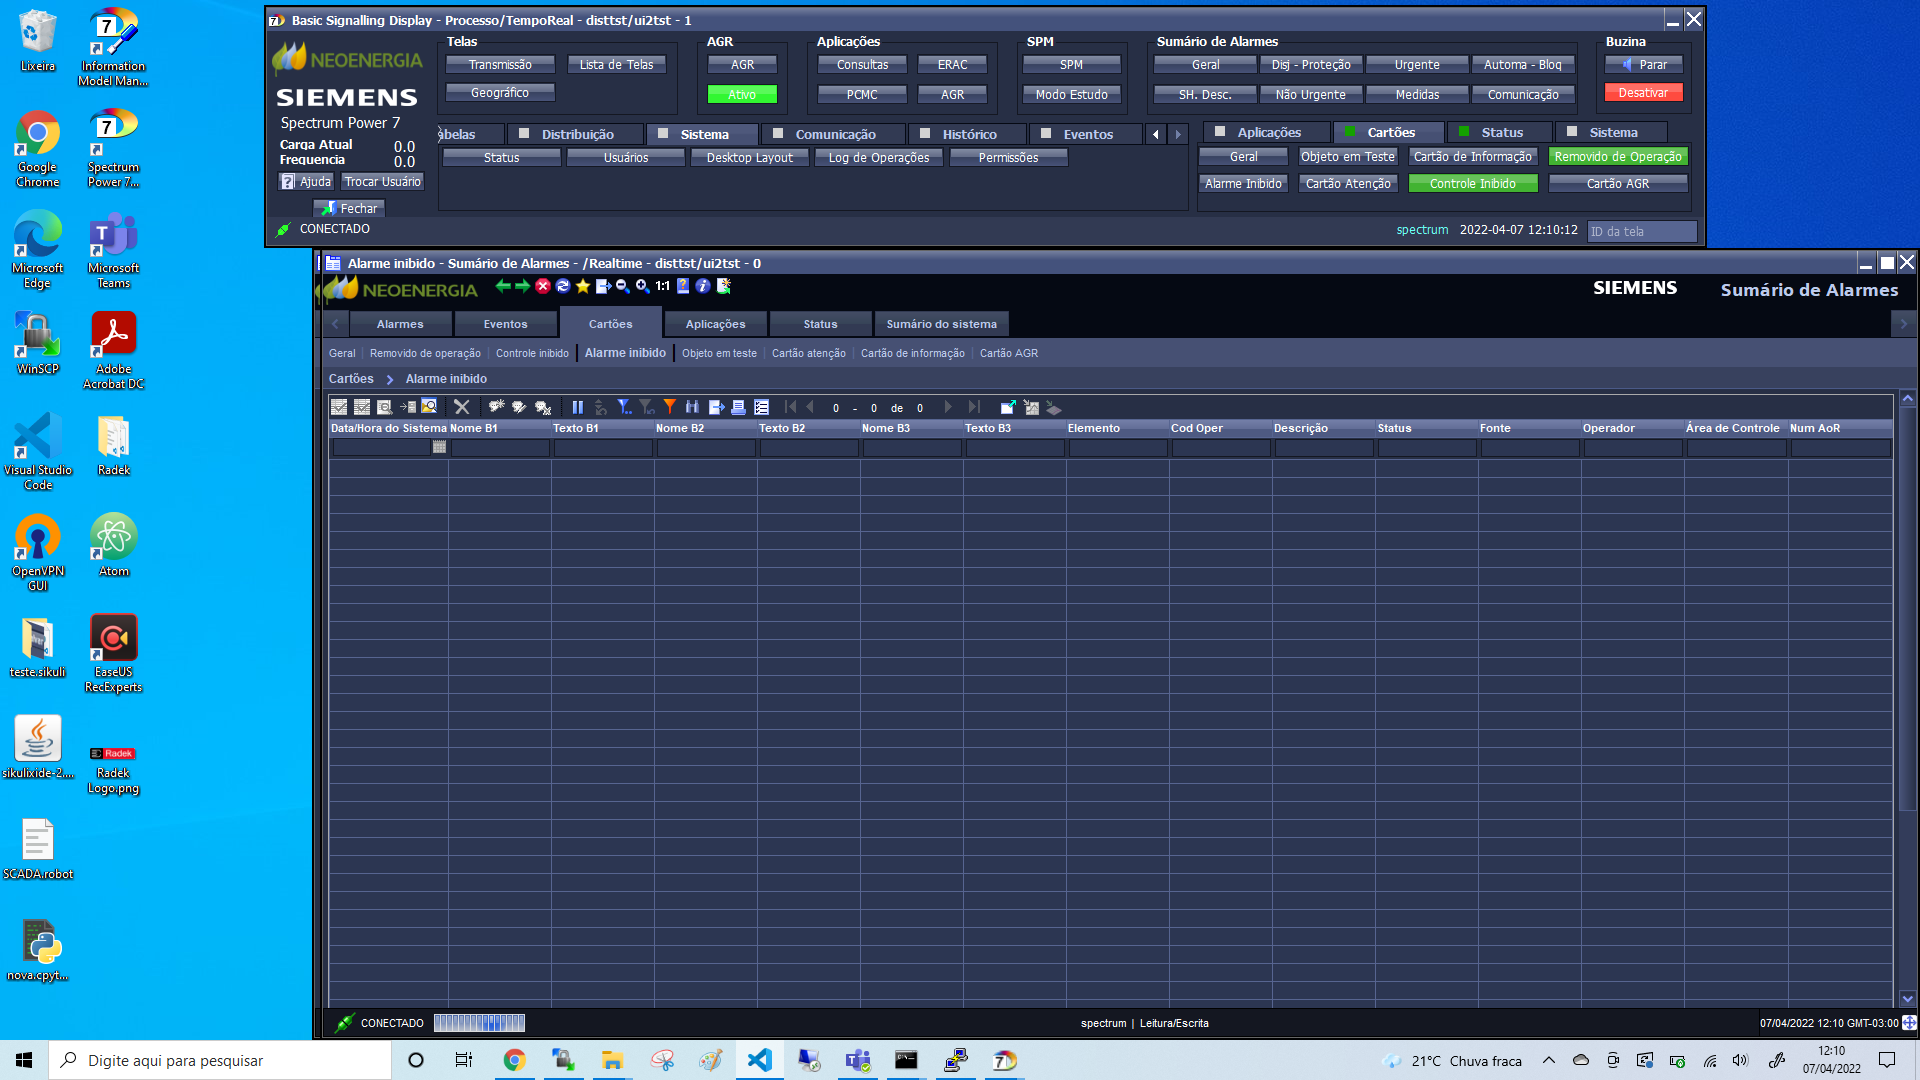 Lixeira
Information Model Man...
Google Chrome
Spectrum Power 7...
Microsoft Edge
Microsoft Teams
WinSCP
Adobe Acrobat DC
Visual Studio Code
Radek
OpenVPN GUI
Atom
teste.sikuli
EaseUS RecExperts
sikulixide-2....
Radek
Radek Logo.png
SCADA.robot
nova.cpyt...
Basic Signalling Display - Processo/TempoReal - disttst/ui2tst - 1
NEOENERGIA
SIEMENS
Spectrum Power 7
Carga Atual 0.0
Frequencia 0.0
Ajuda Trocar Usuário
Fechar
CONECTADO
Telas
Transmissão Lista de Telas
Geográfico
AGR
AGR
Ativo
Aplicações
Consultas ERAC
PCMC AGR
SPM
SPM
Modo Estudo
Sumário de Alarmes
Geral Disj - Proteção Urgente Automa - Bloq
SH. Desc. Não Urgente Medidas Comunicação
Buzina
Parar
Desativar
abelas Distribuição Sistema Comunicação Histórico Eventos
Status Usuários Desktop Layout Log de Operações Permissões
Aplicações Cartões Status Sistema
Geral Objeto em Teste Cartão de Informação Removido de Operação
Alarme Inibido Cartão Atenção Controle Inibido Cartão AGR
spectrum 2022-04-07 12:10:12 ID da tela
Alarme inibido - Sumário de Alarmes - /Realtime - disttst/ui2tst - 0
NEOENERGIA 1:1 SIEMENS Sumário de Alarmes
Alarmes Eventos Cartões Aplicações Status Sumário do sistema
Geral Removido de operação Controle inibido Alarme inibido Objeto em teste Cartão atenção Cartão de informação Cartão AGR
Cartões > Alarme inibido
0 - 0 de 0
Data/Hora do Sistema Nome B1 Texto B1 Nome B2 Texto B2 Nome B3 Texto B3 Elemento Cod Oper Descrição Status Fonte Operador Área de Controle Num AoR
CONECTADO spectrum | Leitura/Escrita 07/04/2022 12:10 GMT-03:00
Digite aqui para pesquisar
21°C Chuva fraca
12:10
07/04/2022